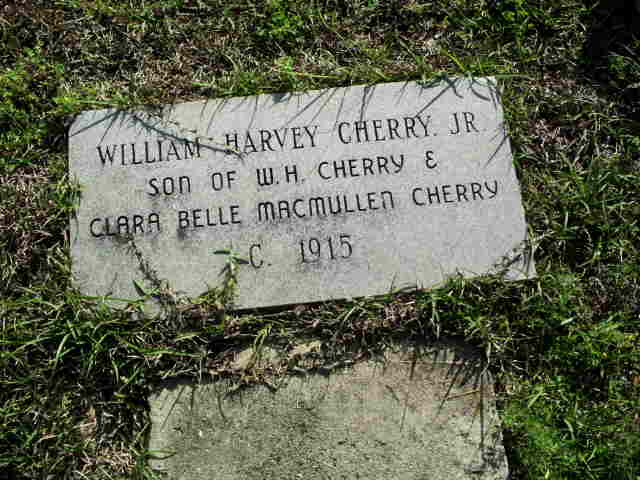 WILLIAM HARVEY CHERRY, JR.
SON OF W.H. CHERRY &
CLARA BELLE MACMULLEN CHERRY
C. 1915